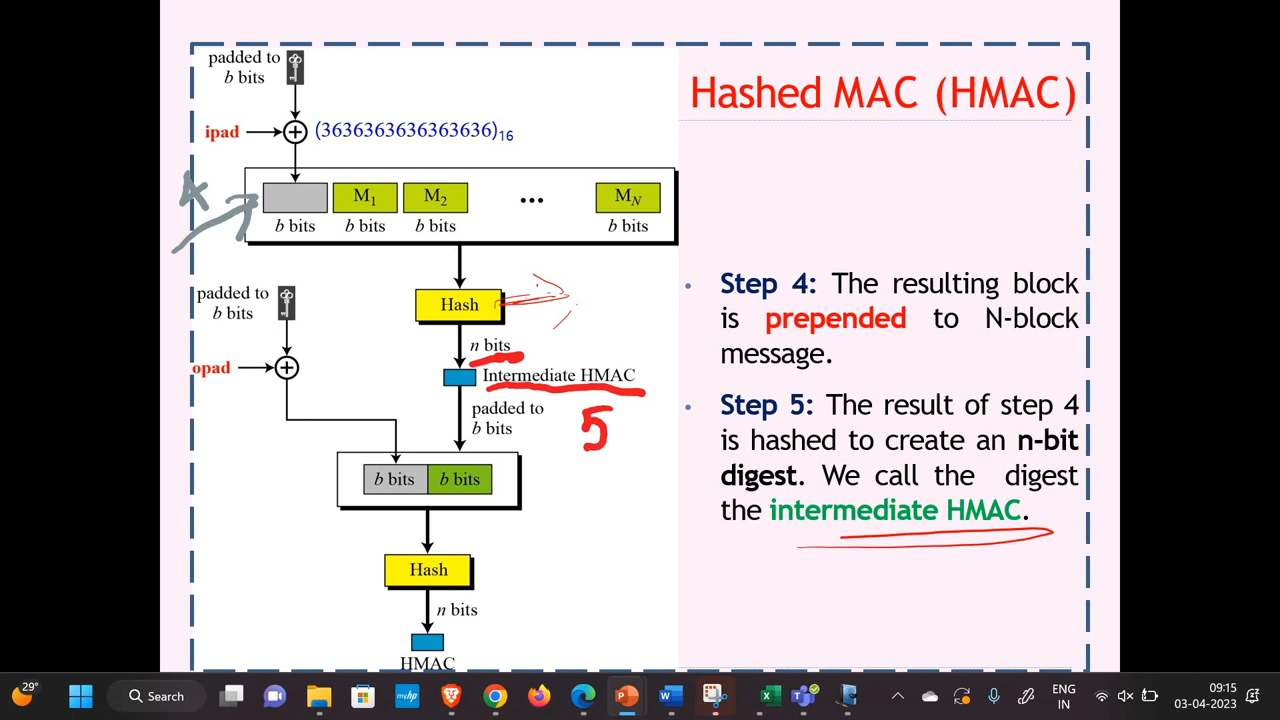 padded to
b bits
Hashed MAC (HMAC)
ipad
(3636363636363636)16
4
M1
M2
...
MN
b bits
b bits
b bits
b bits
padded to
b bits
Hash
• Step 4: The resulting block
is prepended to N-block
message.
n bits
Intermediate HMAC
opad
padded to
b bits
5
• Step 5: The result of step 4
is hashed to create an n-bit
digest. We call the digest
the intermediate HMAC.
b bits
b bits
Hash
n bits
HMAC
29°
Search
myhp
ENG
IN
09:15
03-04-2023